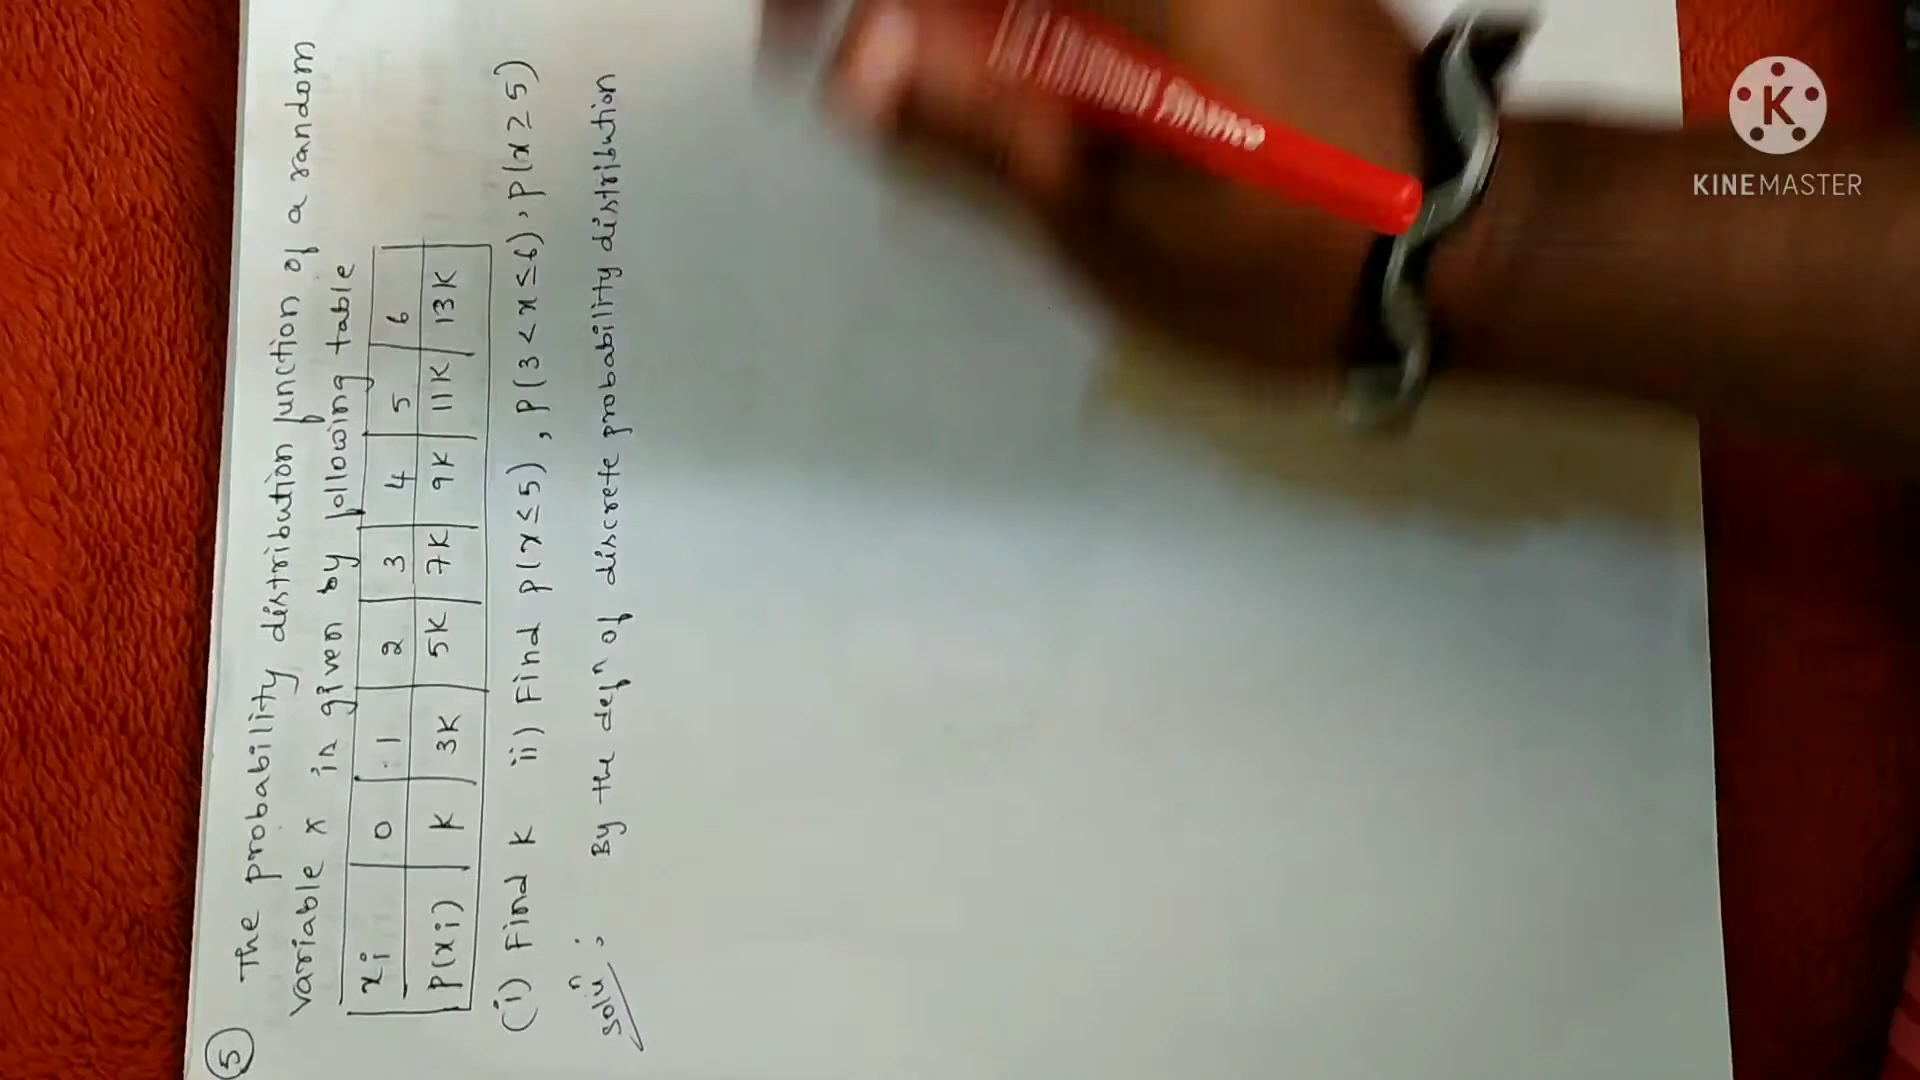 5 The probability distribution function of a random
variable x is given by following table
xi 0 1 2 3 4 5 6
P(xi) K 3K 5K 7K 9K 11K 13K
(i) Find K ii) Find P(x≤5), P(3<x≤6), P(x≥5)
Soluⁿ: By the defⁿ of discrete probability distribution
K
KINEMASTER